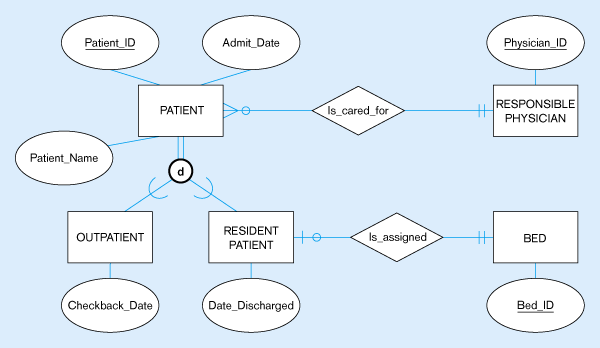 Patient_ID
Admit_Date
Physician_ID
PATIENT
Is_cared_for
RESPONSIBLE
PHYSICIAN
Patient_Name
d
OUTPATIENT
RESIDENT
PATIENT
Is_assigned
BED
Checkback_Date
Date_Discharged
Bed_ID